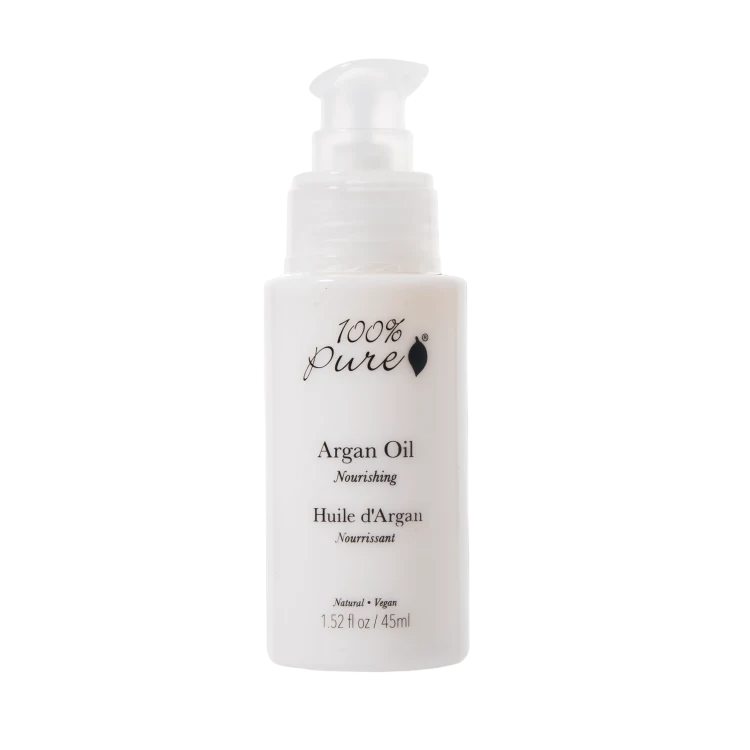 100%
Pure®
Argan Oil
Nourishing
Huile d'Argan
Nourrissant
Natural • Vegan
1.52 fl oz / 45ml